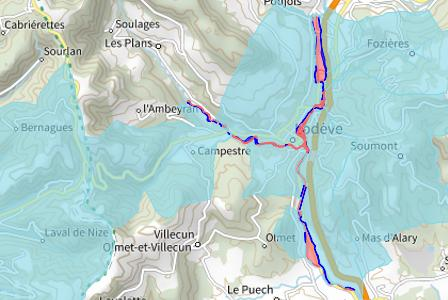 Poujols
Cabriérettes
Soulages
Les Plans
Fozières
Sourlan
l'Ambeyran
Bernagues
Lodève
Campestre
Soumont
Laval de Nize
Villecun
Olmet-et-Villecun
Olmet
Mas d'Alary
Le Puech